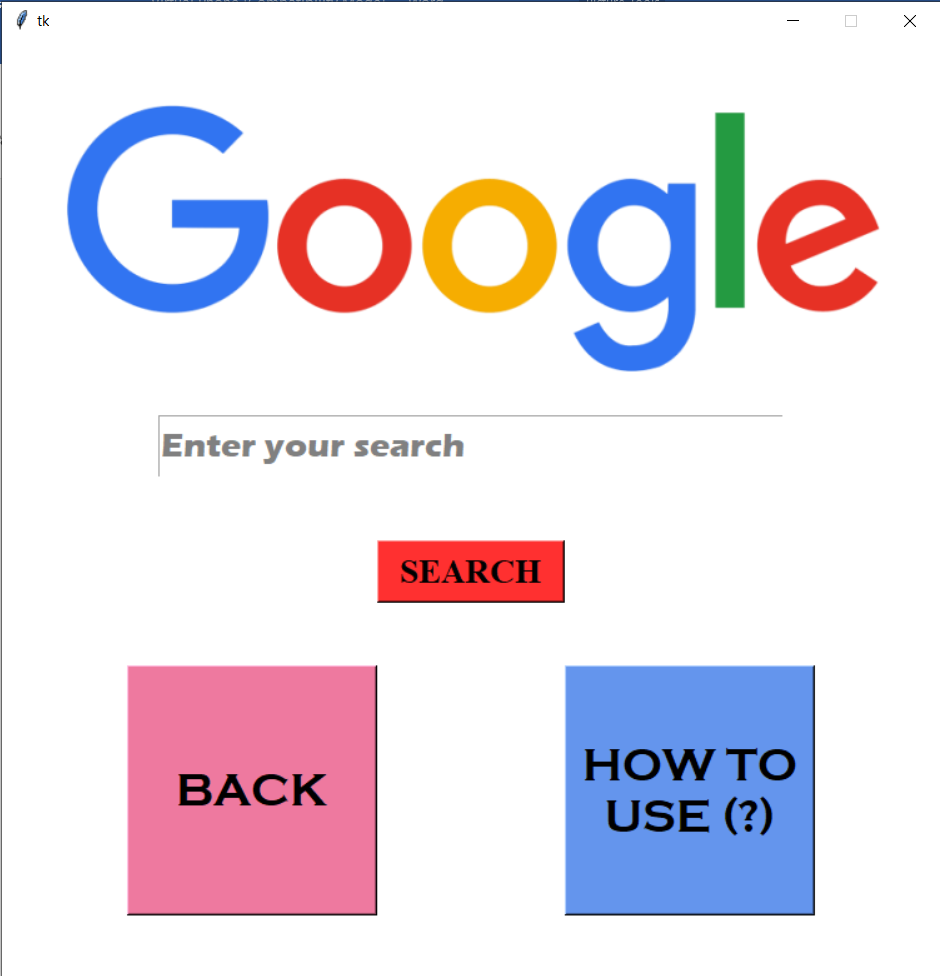 tk
Google
Enter your search
SEARCH
BACK
HOW TO
USE (?)